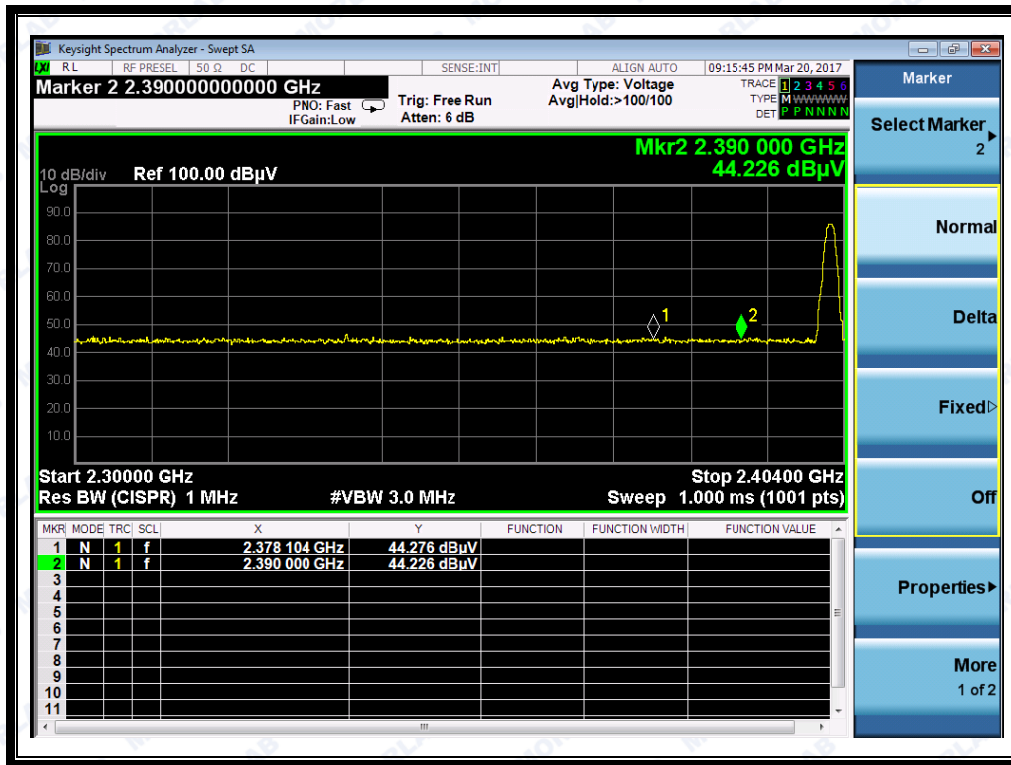 Keysight Spectrum Analyzer - Swept SA
LXI RL RF PRESEL 50 Ω DC SENSE:INT ALIGN AUTO 09:15:45 PM Mar 20, 2017
Marker 2 2.390000000000 GHz
PNO: Fast
IFGain:Low
Trig: Free Run
Atten: 6 dB
Avg Type: Voltage
Avg|Hold:>100/100
TRACE 1 2 3 4 5 6
TYPE M WWWWW
DET P P N N N N
Mkr2 2.390 000 GHz
44.226 dBµV
10 dB/div Ref 100.00 dBµV
Log
90.0
80.0
70.0
60.0
50.0
40.0
30.0
20.0
10.0
1
2
Start 2.30000 GHz Stop 2.40400 GHz
Res BW (CISPR) 1 MHz #VBW 3.0 MHz Sweep 1.000 ms (1001 pts)
MKR MODE TRC SCL X Y FUNCTION FUNCTION WIDTH FUNCTION VALUE
1 N 1 f 2.378 104 GHz 44.276 dBµV
2 N 1 f 2.390 000 GHz 44.226 dBµV
3
4
5
6
7
8
9
10
11
Marker
Select Marker
2
Normal
Delta
Fixed
Off
Properties
More
1 of 2